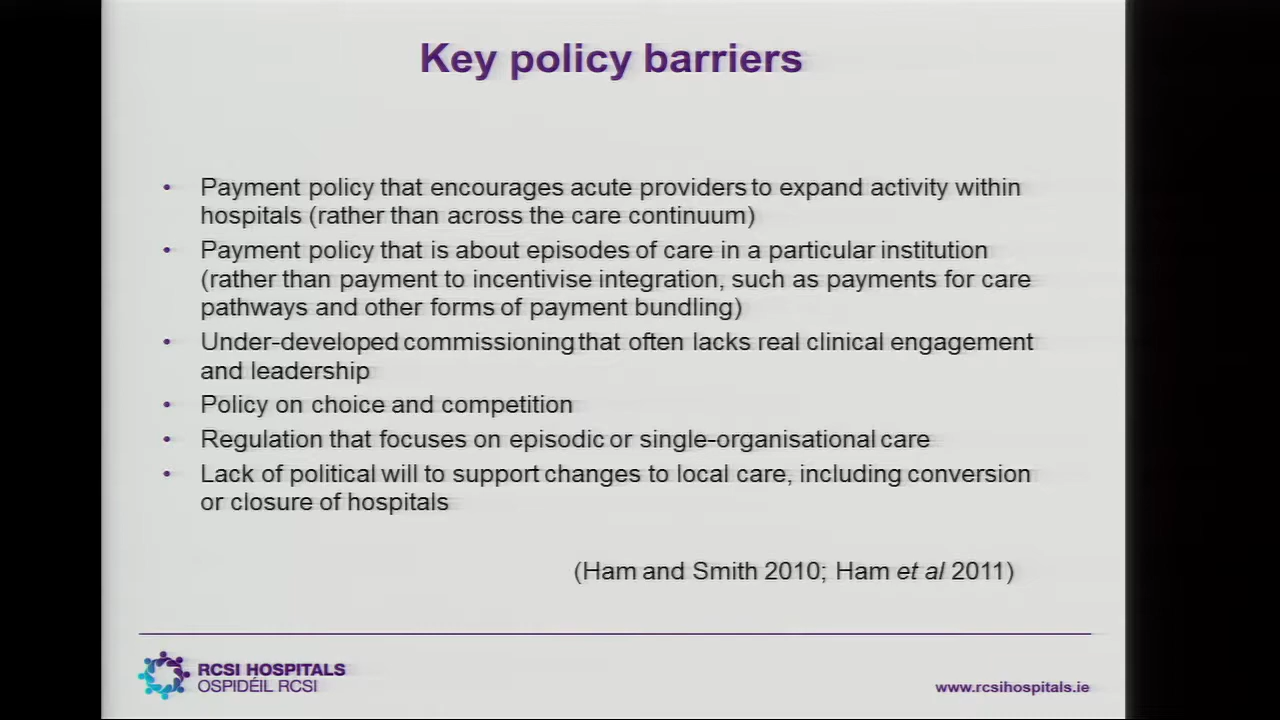 Key policy barriers
• Payment policy that encourages acute providers to expand activity within
hospitals (rather than across the care continuum)
• Payment policy that is about episodes of care in a particular institution
(rather than payment to incentivise integration, such as payments for care
pathways and other forms of payment bundling)
• Under-developed commissioning that often lacks real clinical engagement
and leadership
• Policy on choice and competition
• Regulation that focuses on episodic or single-organisational care
• Lack of political will to support changes to local care, including conversion
or closure of hospitals
(Ham and Smith 2010; Ham et al 2011)
RCSI HOSPITALS
OSPIDÉIL RCSI
www.rcsihospitals.ie